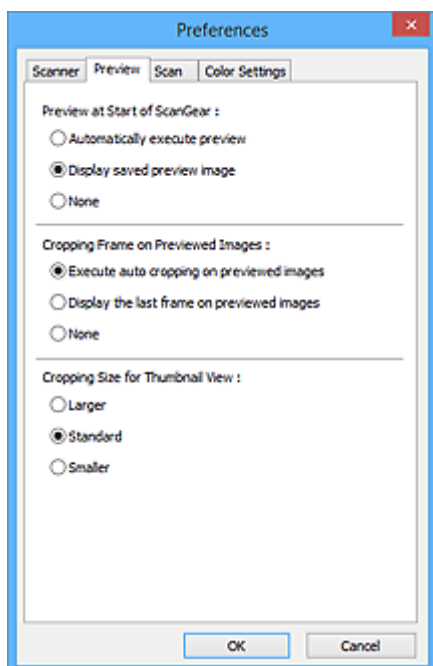 Preferences
Scanner Preview Scan Color Settings
Preview at Start of ScanGear :
Automatically execute preview
Display saved preview image
None
Cropping Frame on Previewed Images :
Execute auto cropping on previewed images
Display the last frame on previewed images
None
Cropping Size for Thumbnail View :
Larger
Standard
Smaller
OK Cancel